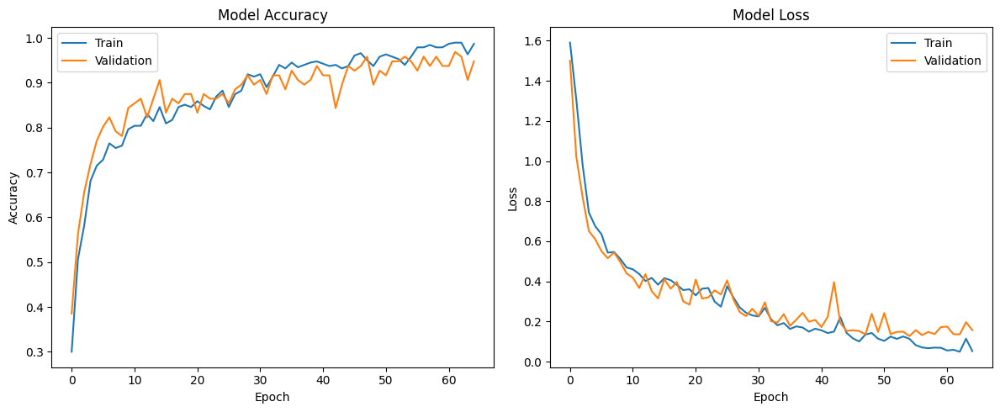 Model Accuracy
Train
Validation
1.0
0.9
0.8
0.7
0.6
0.5
0.4
0.3
Accuracy
0 10 20 30 40 50 60
Epoch
Model Loss
Train
Validation
1.6
1.4
1.2
1.0
0.8
0.6
0.4
0.2
0.0
Loss
0 10 20 30 40 50 60
Epoch